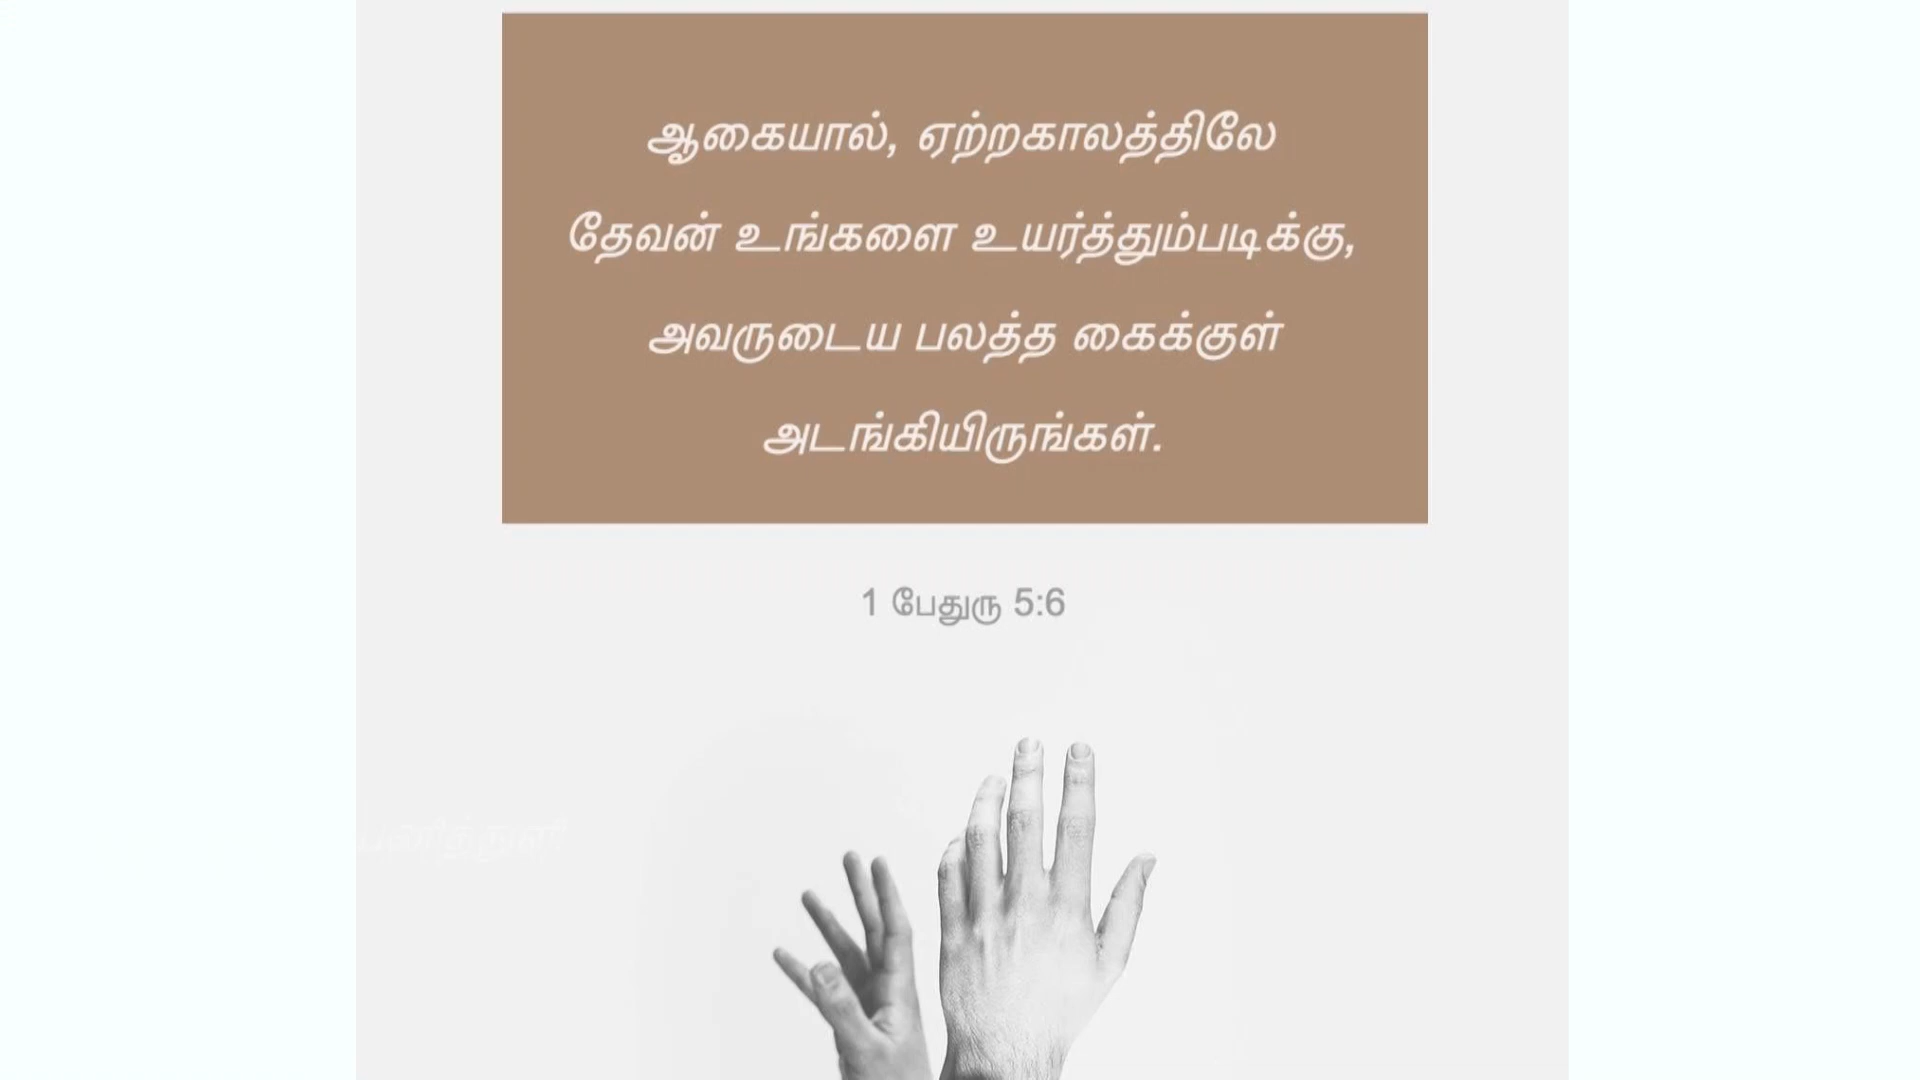 ஆகையால், ஏற்றகாலத்திலே
தேவன் உங்களை உயர்த்தும்படிக்கு,
அவருடைய பலத்த கைக்குள்
அடங்கியிருங்கள்.
1 பேதுரு 5:6